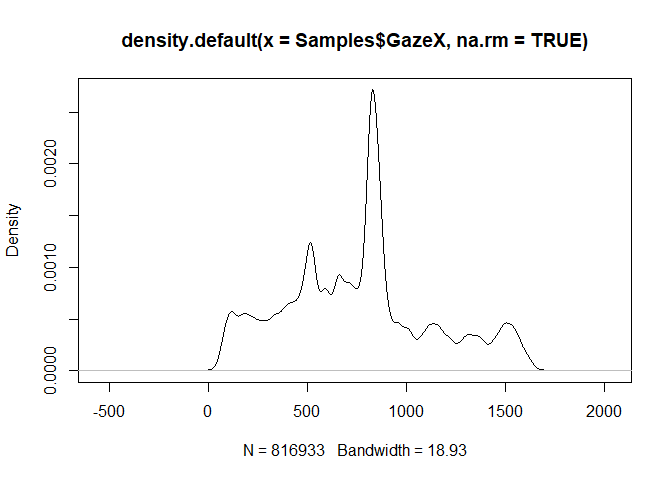 density.default(x = Samples$GazeX, na.rm = TRUE)
Density
0.0020
0.0010
0.0000
-500 0 500 1000 1500 2000
N = 816933 Bandwidth = 18.93